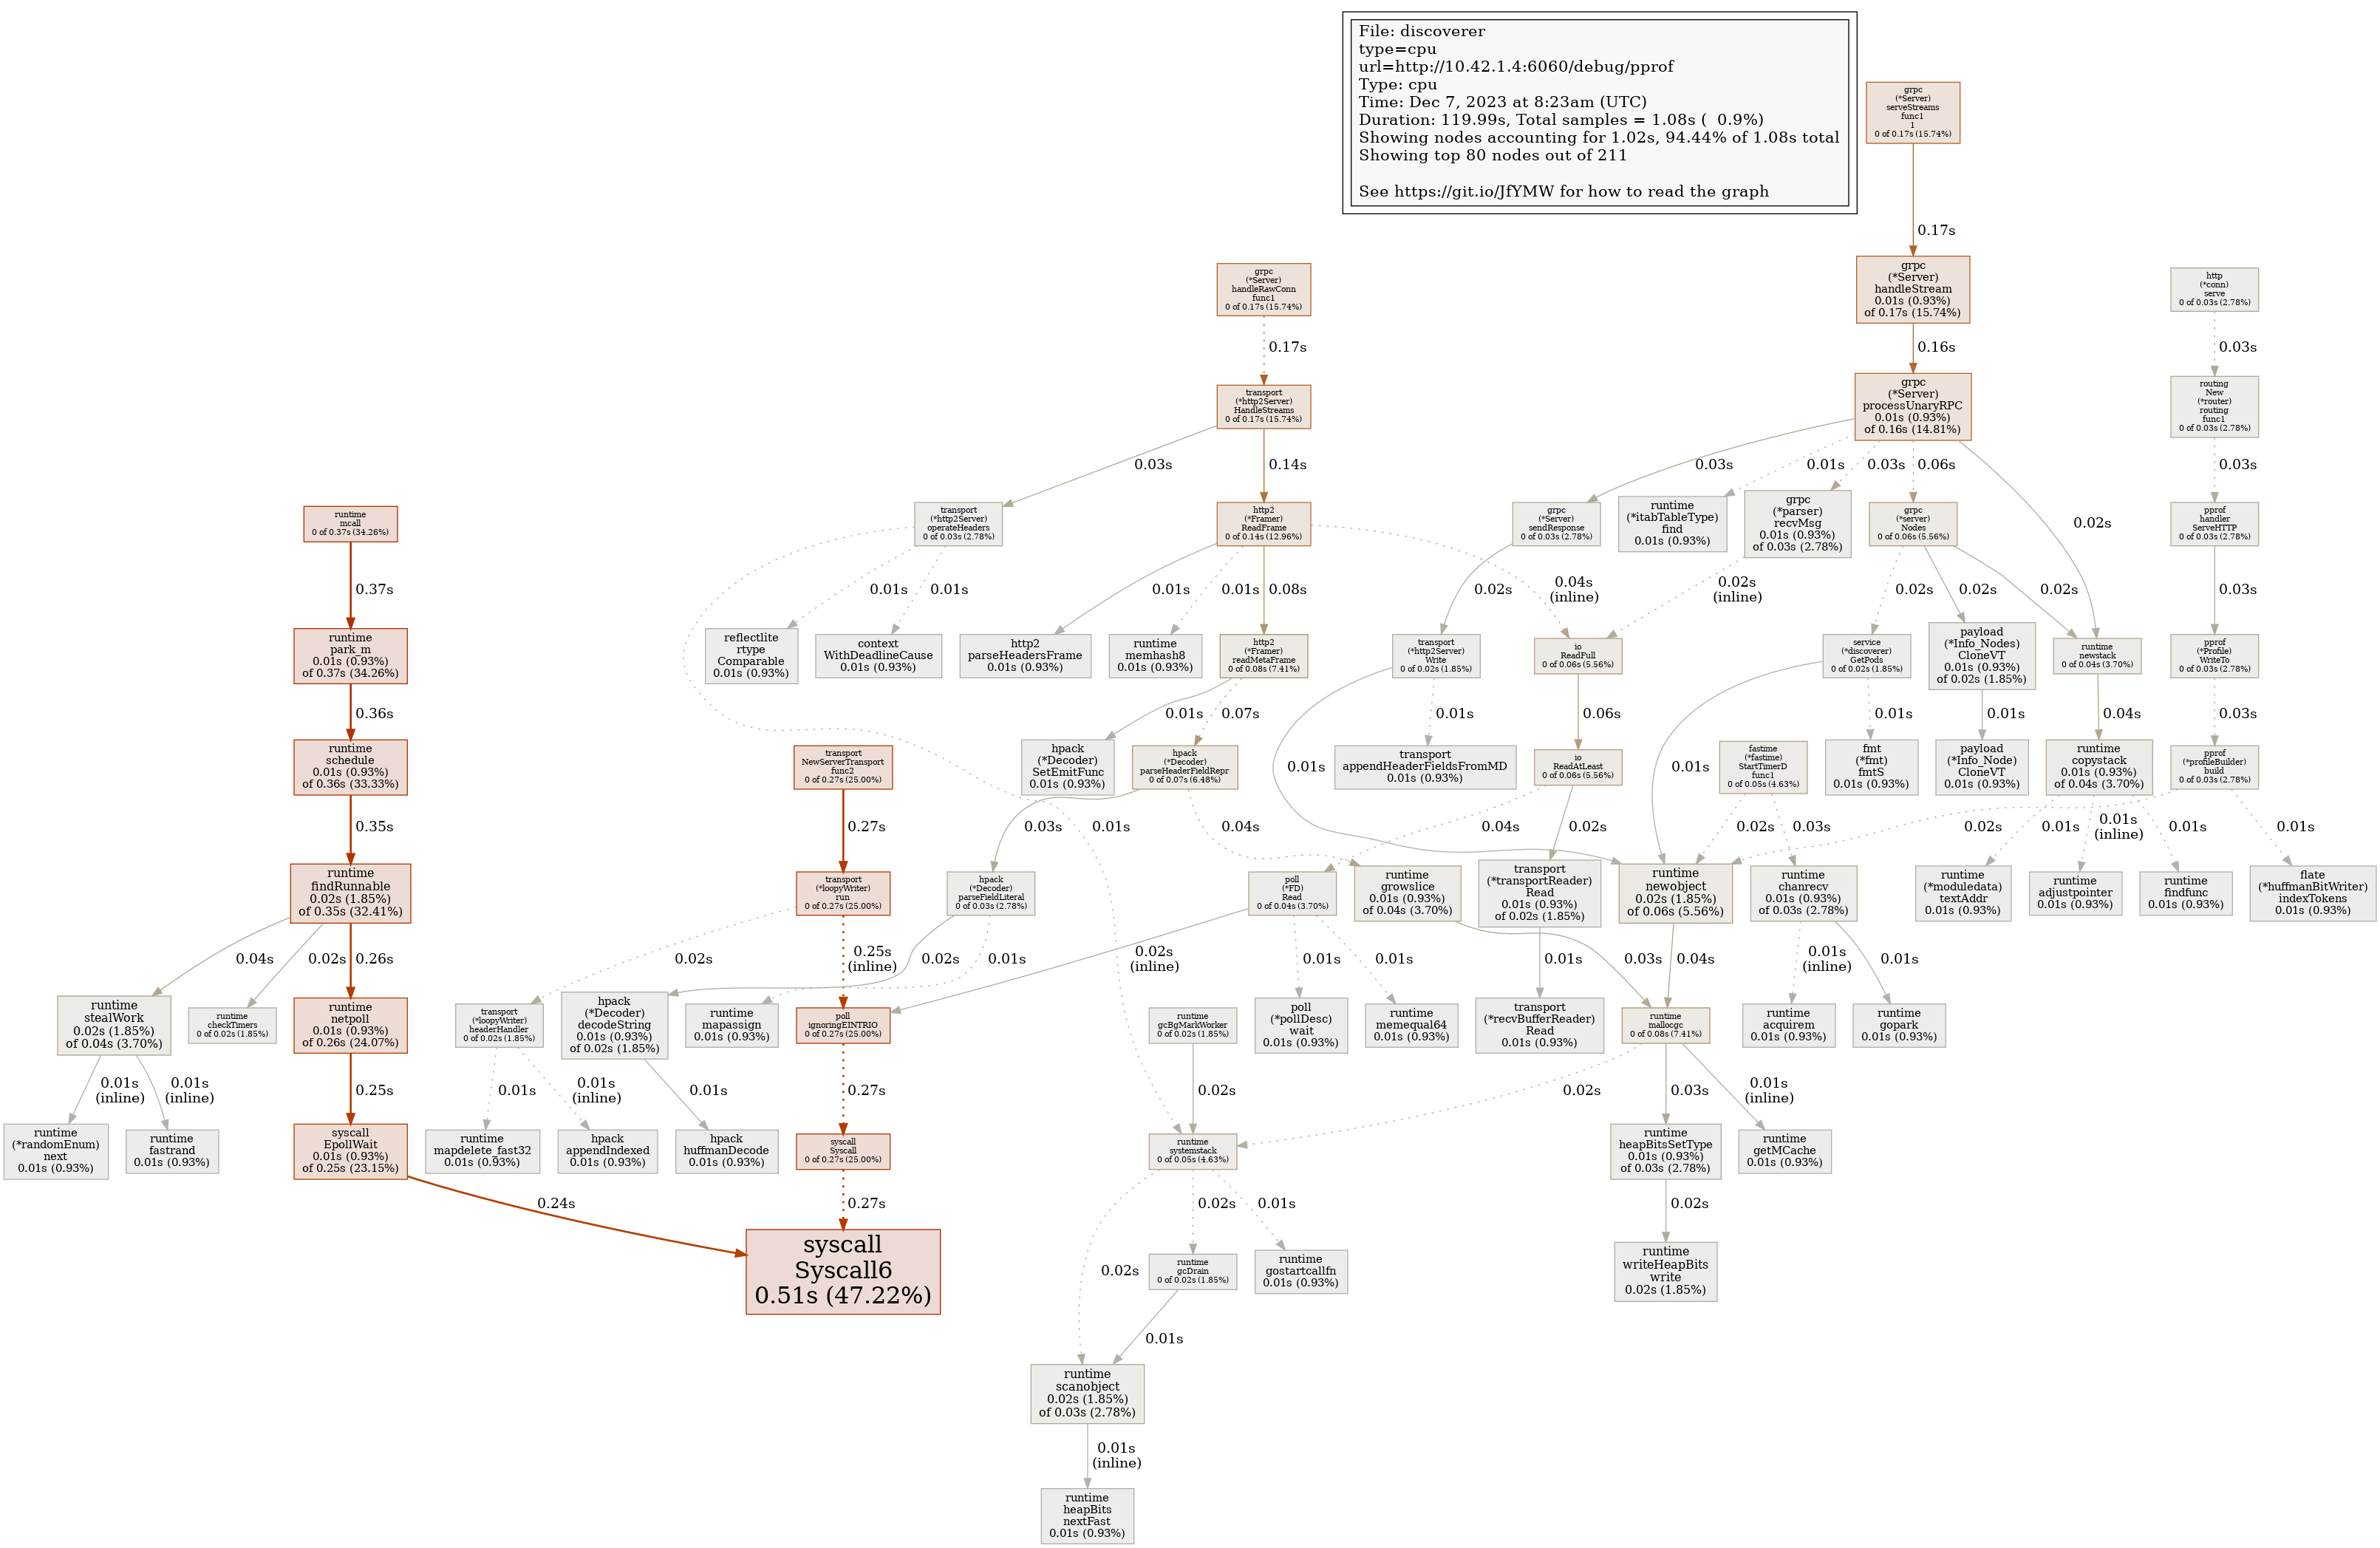 File: discoverer
type=cpu
url=http://10.42.1.4:6060/debug/pprof
Type: cpu
Time: Dec 7, 2023 at 8:23am (UTC)
Duration: 119.99s, Total samples = 1.08s ( 0.9%)
Showing nodes accounting for 1.02s, 94.44% of 1.08s total
Showing top 80 nodes out of 211
See https://git.io/JfYMW for how to read the graph
grpc
(*Server)
serveStreams
func1
1
0 of 0.17s (15.74%)
0.17s
grpc
(*Server)
handleRawConn
func1
0 of 0.17s (15.74%)
grpc
(*Server)
handleStream
0.01s (0.93%)
of 0.17s (15.74%)
http
(*conn)
serve
0 of 0.03s (2.78%)
0.17s
0.16s
0.03s
transport
(*http2Server)
HandleStreams
0 of 0.17s (15.74%)
grpc
(*Server)
processUnaryRPC
0.01s (0.93%)
of 0.16s (14.81%)
routing
New
(*router)
routing
func1
0 of 0.03s (2.78%)
0.03s
0.14s
0.03s
0.01s
0.03s
0.06s
0.02s
0.03s
runtime
mcall
0 of 0.37s (34.26%)
transport
(*http2Server)
operateHeaders
0 of 0.03s (2.78%)
http2
(*Framer)
ReadFrame
0 of 0.14s (12.96%)
grpc
(*Server)
sendResponse
0 of 0.03s (2.78%)
runtime
(*itabTableType)
find
0.01s (0.93%)
grpc
(*parser)
recvMsg
0.01s (0.93%)
of 0.03s (2.78%)
grpc
(*server)
Nodes
0 of 0.06s (5.56%)
pprof
handler
ServeHTTP
0 of 0.03s (2.78%)
0.37s
0.01s
0.01s
0.01s
0.01s
0.08s
0.04s
(inline)
0.02s
0.02s
(inline)
0.02s
0.02s
0.02s
0.03s
runtime
park_m
0.01s (0.93%)
of 0.37s (34.26%)
reflectlite
rtype
Comparable
0.01s (0.93%)
context
WithDeadlineCause
0.01s (0.93%)
http2
parseHeadersFrame
0.01s (0.93%)
runtime
memhash8
0.01s (0.93%)
http2
(*Framer)
readMetaFrame
0 of 0.08s (7.41%)
transport
(*http2Server)
Write
0 of 0.02s (1.85%)
io
ReadFull
0 of 0.06s (5.56%)
service
(*discoverer)
GetPods
0 of 0.02s (1.85%)
payload
(*Info_Nodes)
CloneVT
0.01s (0.93%)
of 0.02s (1.85%)
runtime
newstack
0 of 0.04s (3.70%)
pprof
(*Profile)
WriteTo
0 of 0.03s (2.78%)
0.36s
0.01s
0.07s
0.01s
0.06s
0.01s
0.01s
0.04s
0.03s
runtime
schedule
0.01s (0.93%)
of 0.36s (33.33%)
transport
NewServerTransport
func2
0 of 0.27s (25.00%)
hpack
(*Decoder)
SetEmitFunc
0.01s (0.93%)
hpack
(*Decoder)
parseHeaderFieldRepr
0 of 0.07s (6.48%)
transport
appendHeaderFieldsFromMD
0.01s (0.93%)
io
ReadAtLeast
0 of 0.06s (5.56%)
fastime
(*fastime)
StartTimerD
func1
0 of 0.05s (4.63%)
fmt
(*fmt)
fmtS
0.01s (0.93%)
payload
(*Info_Node)
CloneVT
0.01s (0.93%)
runtime
copystack
0.01s (0.93%)
of 0.04s (3.70%)
pprof
(*profileBuilder)
build
0 of 0.03s (2.78%)
0.01s
0.01s
0.35s
0.27s
0.03s
0.01s
0.04s
0.04s
0.02s
0.02s
0.03s
0.02s
0.01s
0.01s
(inline)
0.01s
0.01s
runtime
findRunnable
0.02s (1.85%)
of 0.35s (32.41%)
transport
(*loopyWriter)
run
0 of 0.27s (25.00%)
hpack
(*Decoder)
parseFieldLiteral
0 of 0.03s (2.78%)
poll
(*FD)
Read
0 of 0.04s (3.70%)
runtime
growslice
0.01s (0.93%)
of 0.04s (3.70%)
transport
(*transportReader)
Read
0.01s (0.93%)
of 0.02s (1.85%)
runtime
newobject
0.02s (1.85%)
of 0.06s (5.56%)
runtime
chanrecv
0.01s (0.93%)
of 0.03s (2.78%)
runtime
(*moduledata)
textAddr
0.01s (0.93%)
runtime
adjustpointer
0.01s (0.93%)
runtime
findfunc
0.01s (0.93%)
flate
(*huffmanBitWriter)
indexTokens
0.01s (0.93%)
0.04s
0.02s
0.26s
0.02s
0.25s
(inline)
0.02s
0.01s
0.02s
(inline)
0.01s
0.01s
0.01s
0.03s
0.04s
0.01s
(inline)
0.01s
runtime
stealWork
0.02s (1.85%)
of 0.04s (3.70%)
runtime
checkTimers
0 of 0.02s (1.85%)
runtime
netpoll
0.01s (0.93%)
of 0.26s (24.07%)
transport
(*loopyWriter)
headerHandler
0 of 0.02s (1.85%)
hpack
(*Decoder)
decodeString
0.01s (0.93%)
of 0.02s (1.85%)
runtime
mapassign
0.01s (0.93%)
poll
ignoringEINTRIO
0 of 0.27s (25.00%)
runtime
gcBgMarkWorker
0 of 0.02s (1.85%)
poll
(*pollDesc)
wait
0.01s (0.93%)
runtime
memequal64
0.01s (0.93%)
transport
(*recvBufferReader)
Read
0.01s (0.93%)
runtime
mallocgc
0 of 0.08s (7.41%)
runtime
acquirem
0.01s (0.93%)
runtime
gopark
0.01s (0.93%)
0.01s
(inline)
0.01s
(inline)
0.25s
0.01s
0.01s
(inline)
0.01s
0.27s
0.02s
0.02s
0.03s
0.01s
(inline)
runtime
(*randomEnum)
next
0.01s (0.93%)
runtime
fastrand
0.01s (0.93%)
syscall
EpollWait
0.01s (0.93%)
of 0.25s (23.15%)
runtime
mapdelete_fast32
0.01s (0.93%)
hpack
appendIndexed
0.01s (0.93%)
hpack
huffmanDecode
0.01s (0.93%)
syscall
Syscall
0 of 0.27s (25.00%)
runtime
systemstack
0 of 0.05s (4.63%)
runtime
heapBitsSetType
0.01s (0.93%)
of 0.03s (2.78%)
runtime
getMCache
0.01s (0.93%)
0.24s
0.27s
0.02s
0.02s
0.01s
0.02s
syscall
Syscall6
0.51s (47.22%)
runtime
gcDrain
0 of 0.02s (1.85%)
runtime
gostartcallfn
0.01s (0.93%)
runtime
writeHeapBits
write
0.02s (1.85%)
0.01s
runtime
scanobject
0.02s (1.85%)
of 0.03s (2.78%)
0.01s
(inline)
runtime
heapBits
nextFast
0.01s (0.93%)